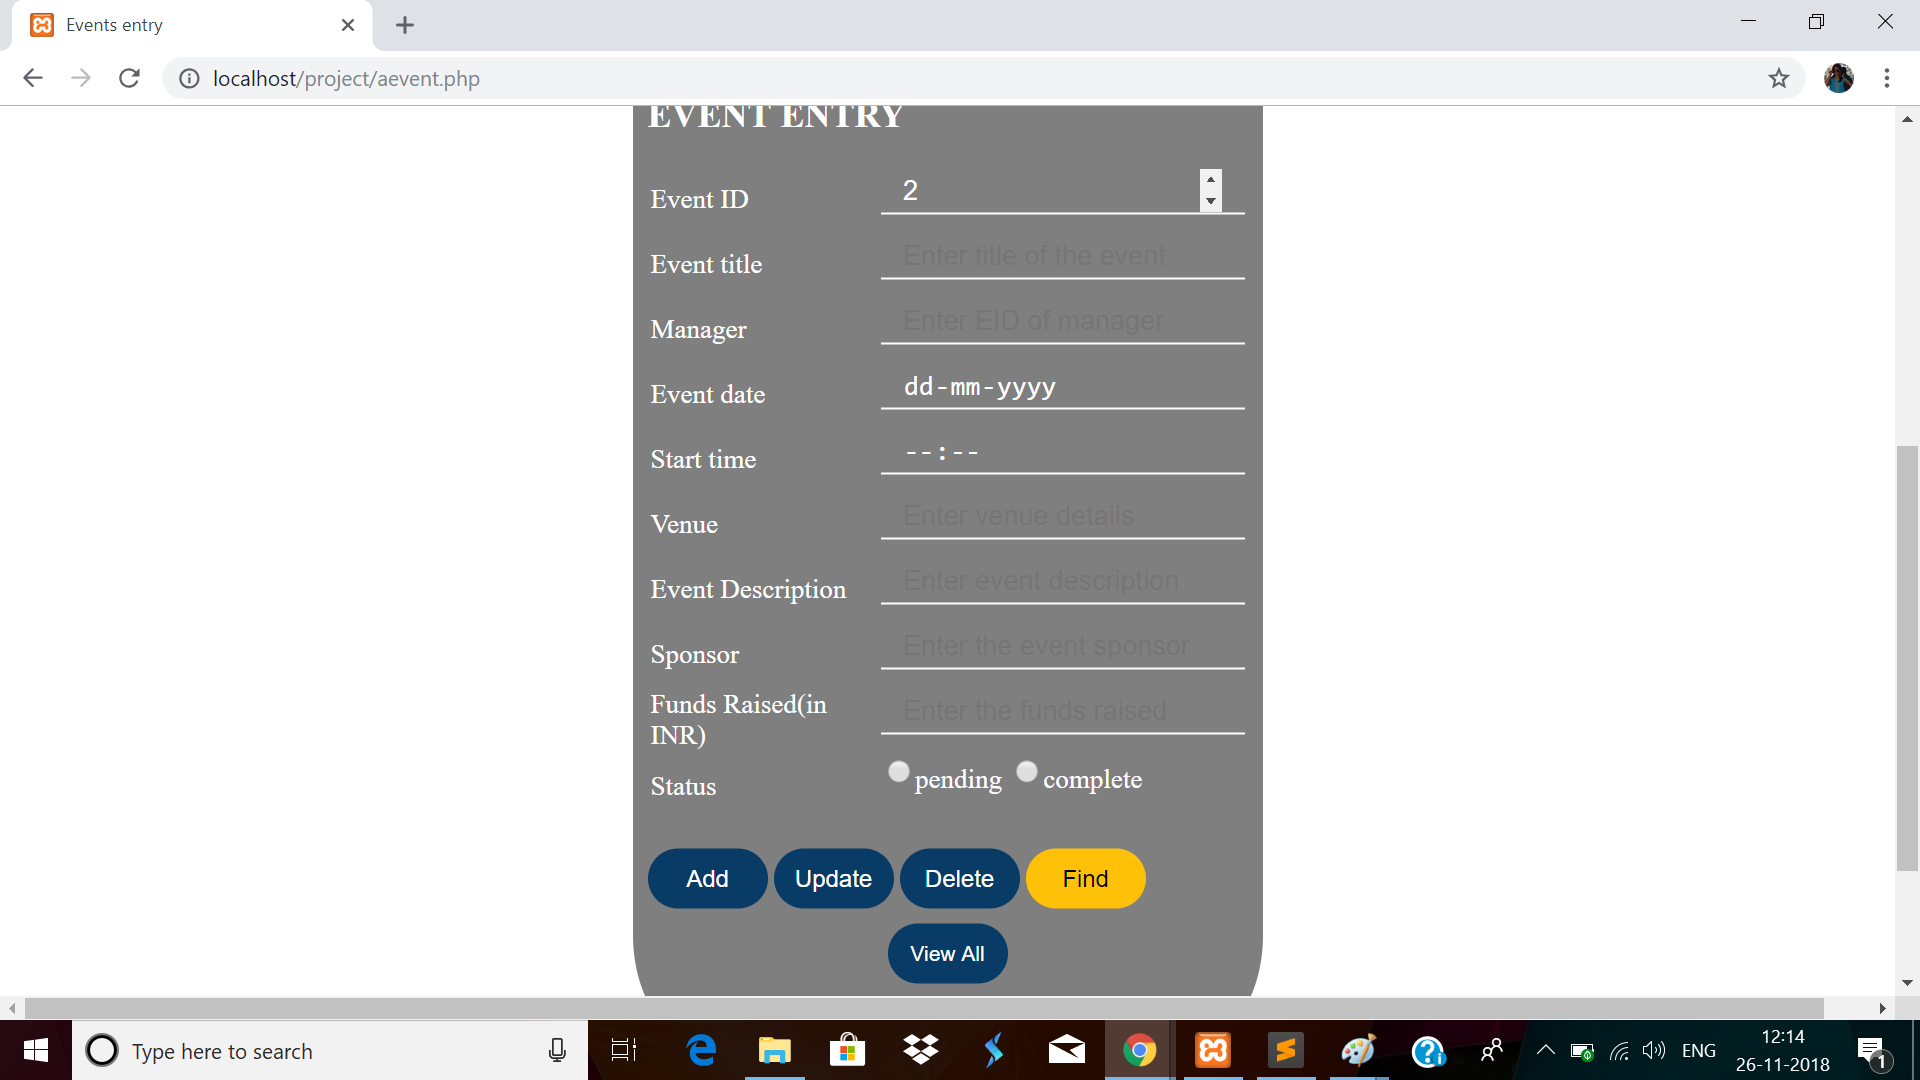 Events entry
localhost/project/aevent.php
EVENT ENTRY
Event ID 2
Event title Enter title of the event
Manager Enter EID of manager
Event date dd-mm-yyyy
Start time --:--
Venue Enter venue details
Event Description Enter event description
Sponsor Enter the event sponsor
Funds Raised(in
INR) Enter the funds raised
Status pending complete
Add Update Delete Find
View All
Type here to search
ENG
12:14
26-11-2018
1